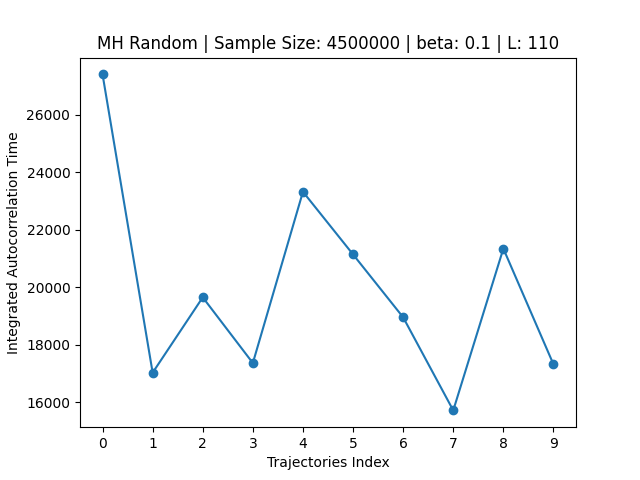 MH Random | Sample Size: 4500000 | beta: 0.1 | L: 110
Integrated Autocorrelation Time
26000
24000
22000
20000
18000
16000
0 1 2 3 4 5 6 7 8 9
Trajectories Index